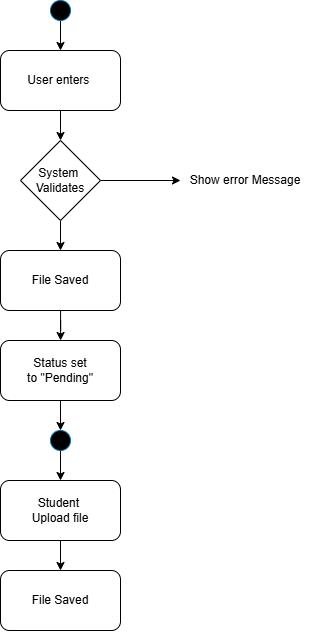 User enters
System
Validates
Show error Message
File Saved
Status set
to "Pending"
Student
Upload file
File Saved